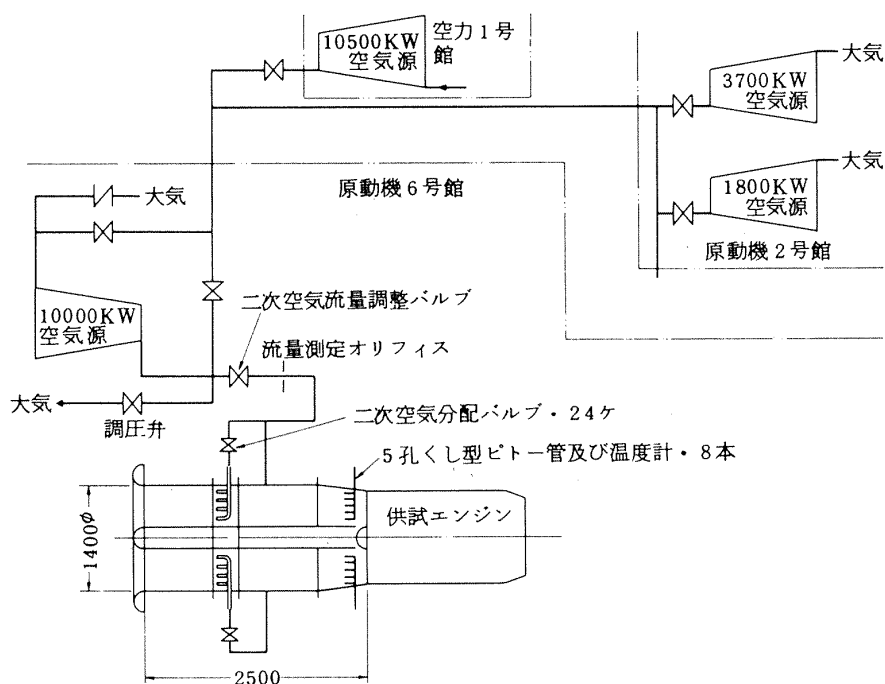 10500KW
空気源
空力1号
館
大気
3700KW
空気源
大気
1800KW
空気源
原動機2号館
原動機6号館
大気
10000KW
空気源
二次空気流量調整バルブ
流量測定オリフィス
大気
調圧弁
二次空気分配バルブ・24ケ
5孔くし型ピトー管及び温度計・8本
供試エンジン
1400φ
2500